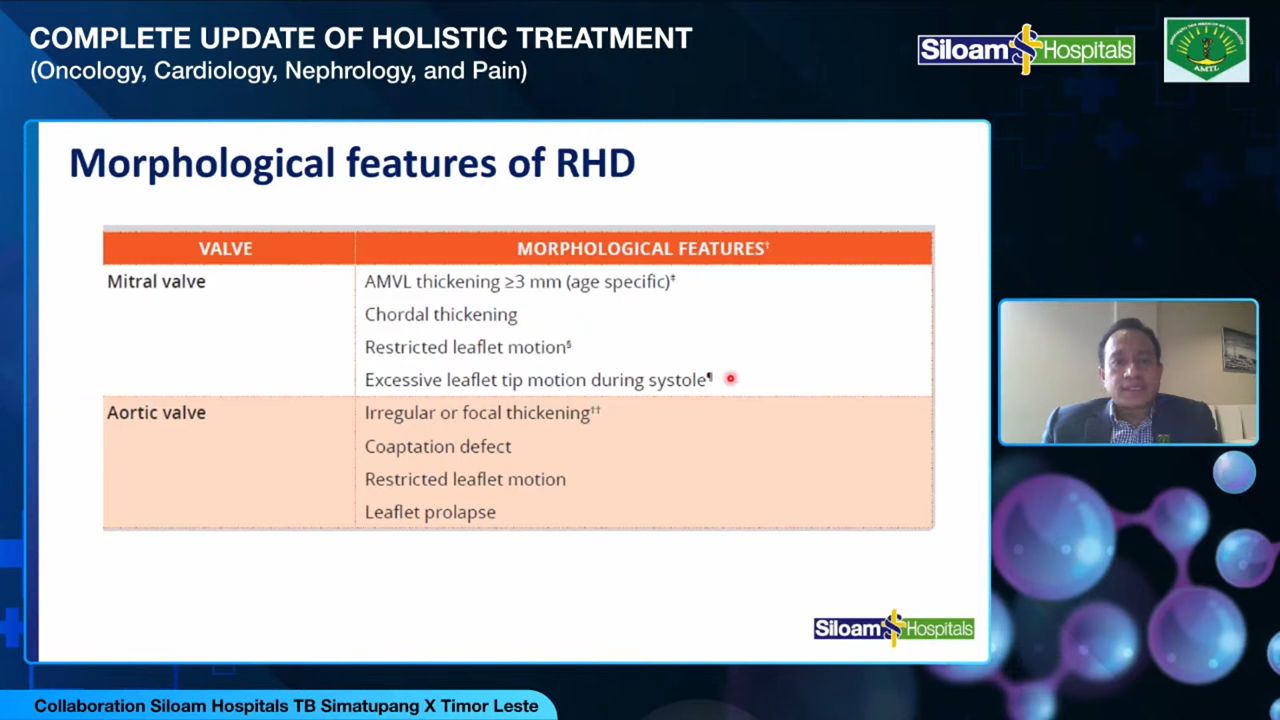 COMPLETE UPDATE OF HOLISTIC TREATMENT
(Oncology, Cardiology, Nephrology, and Pain)
Siloam Hospitals
AMTL
Morphological features of RHD
VALVE MORPHOLOGICAL FEATURES†
Mitral valve AMVL thickening ≥3 mm (age specific)‡
Chordal thickening
Restricted leaflet motion§
Excessive leaflet tip motion during systole¶
Aortic valve Irregular or focal thickening††
Coaptation defect
Restricted leaflet motion
Leaflet prolapse
Siloam Hospitals
Collaboration Siloam Hospitals TB Simatupang X Timor Leste